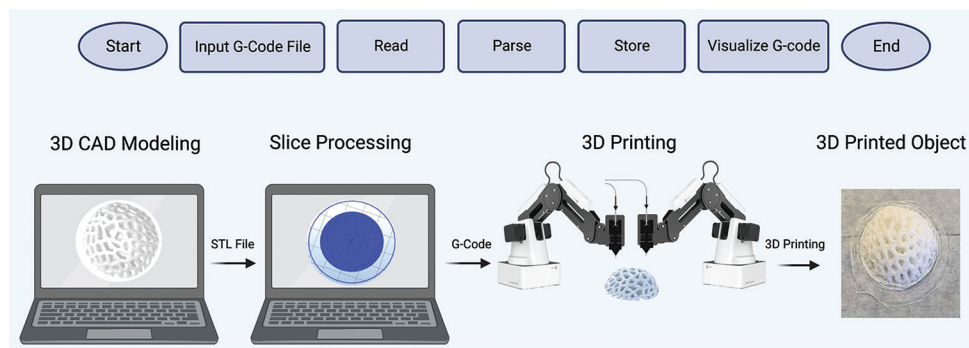 Start
Input G-Code File
Read
Parse
Store
Visualize G-code
End
3D CAD Modeling
Slice Processing
3D Printing
3D Printed Object
STL File
G-Code
3D Printing